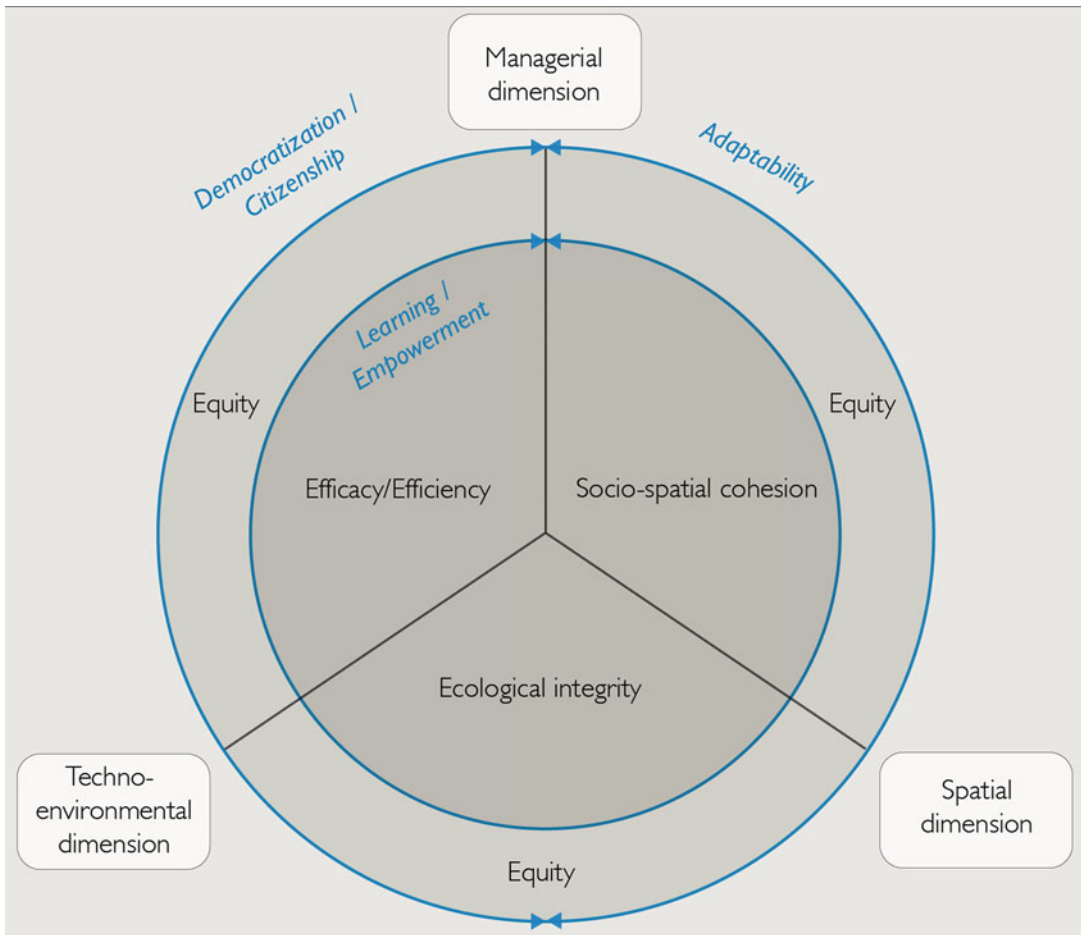 Managerial
dimension
Democratization /
Citizenship
Adaptability
Learning /
Empowerment
Equity
Equity
Efficacy/Efficiency
Socio-spatial cohesion
Ecological integrity
Techno-
environmental
dimension
Spatial
dimension
Equity